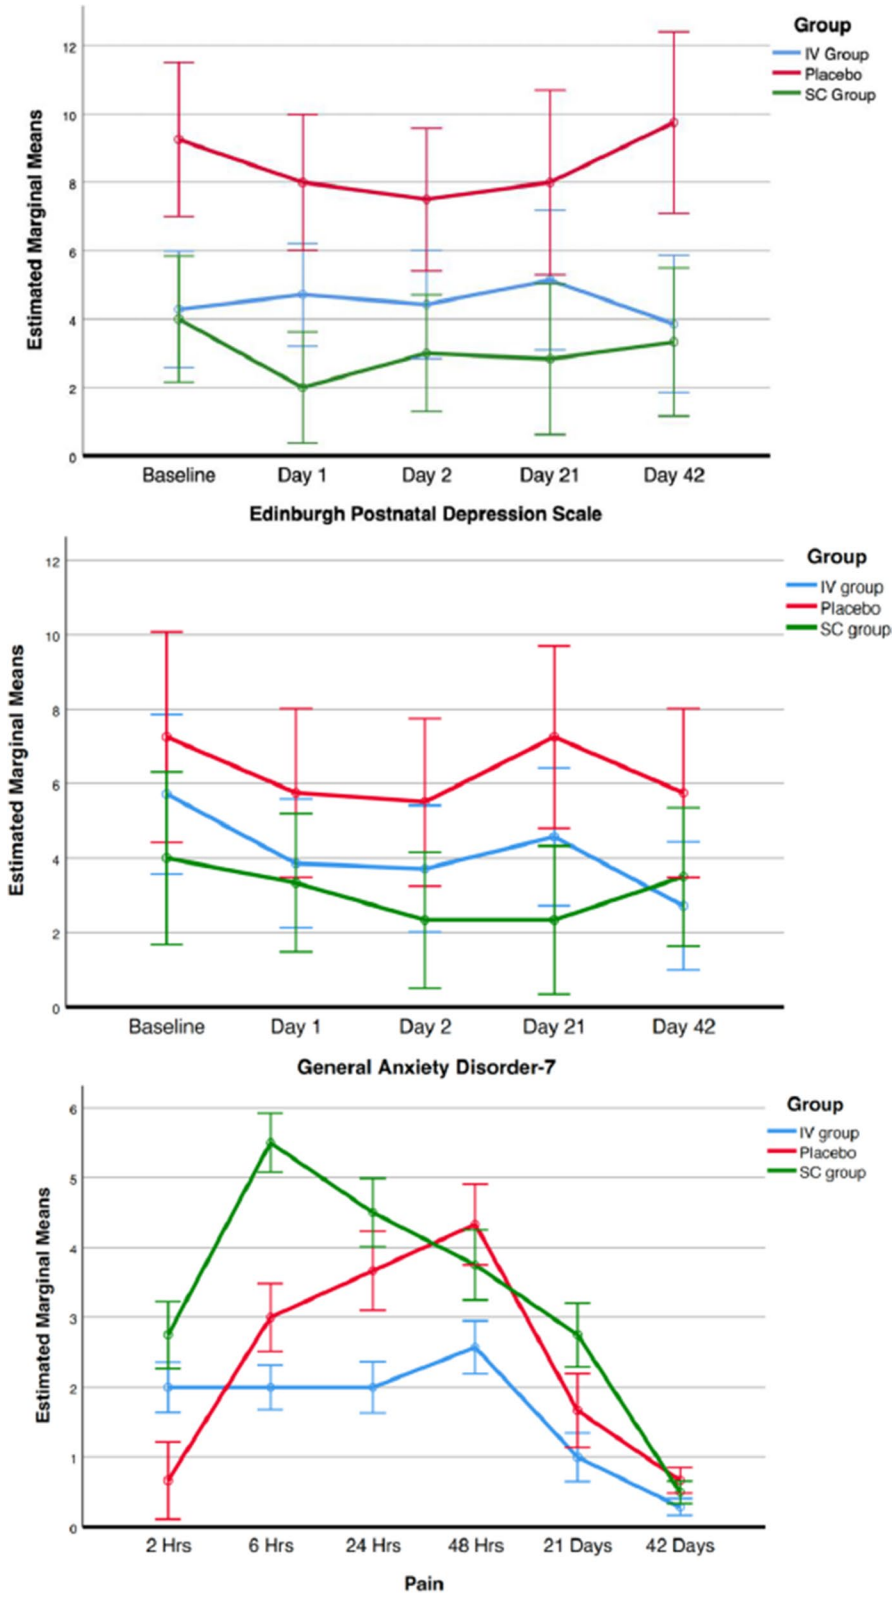 Group
IV Group
Placebo
SC Group
Estimated Marginal Means
12
10
8
6
4
2
0
Baseline Day 1 Day 2 Day 21 Day 42
Edinburgh Postnatal Depression Scale
Group
IV group
Placebo
SC group
Estimated Marginal Means
12
10
8
6
4
2
0
Baseline Day 1 Day 2 Day 21 Day 42
General Anxiety Disorder-7
Group
IV group
Placebo
SC group
Estimated Marginal Means
6
5
4
3
2
1
0
2 Hrs 6 Hrs 24 Hrs 48 Hrs 21 Days 42 Days
Pain